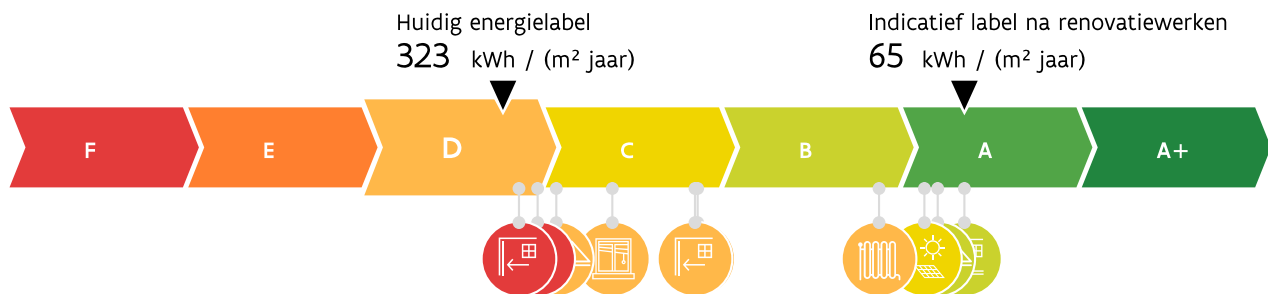 Huidig energielabel
323 kWh / (m² jaar)
Indicatief label na renovatiewerken
65 kWh / (m² jaar)
F
E
D
C
B
A
A+